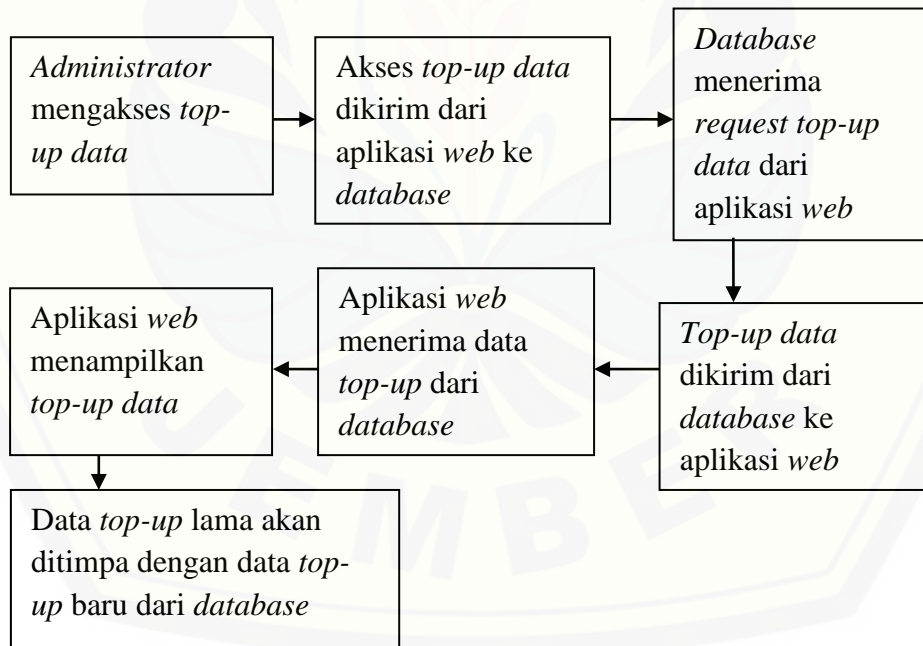 Administrator
mengakses top-
up data
Akses top-up data
dikirim dari
aplikasi web ke
database
Database
menerima
request top-up
data dari
aplikasi web
Top-up data
dikirim dari
database ke
aplikasi web
Aplikasi web
menerima data
top-up dari
database
Aplikasi web
menampilkan
top-up data
Data top-up lama akan
ditimpa dengan data top-
up baru dari database
JEMBER